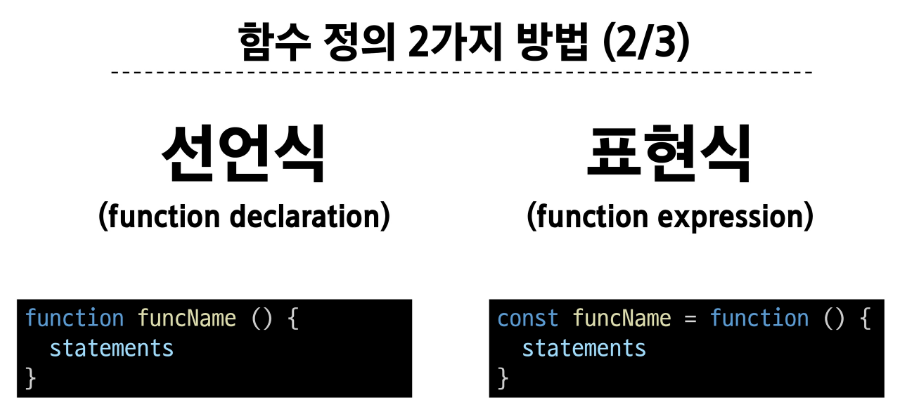 함수 정의 2가지 방법 (2/3)
선언식
(function declaration)
function funcName () {
  statements
}
표현식
(function expression)
const funcName = function () {
  statements
}